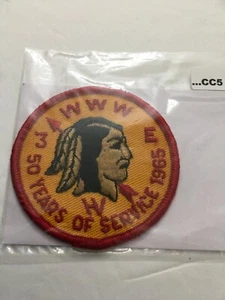 ...CC5
WWW
E
50 YEARS OF SERVICE 1965